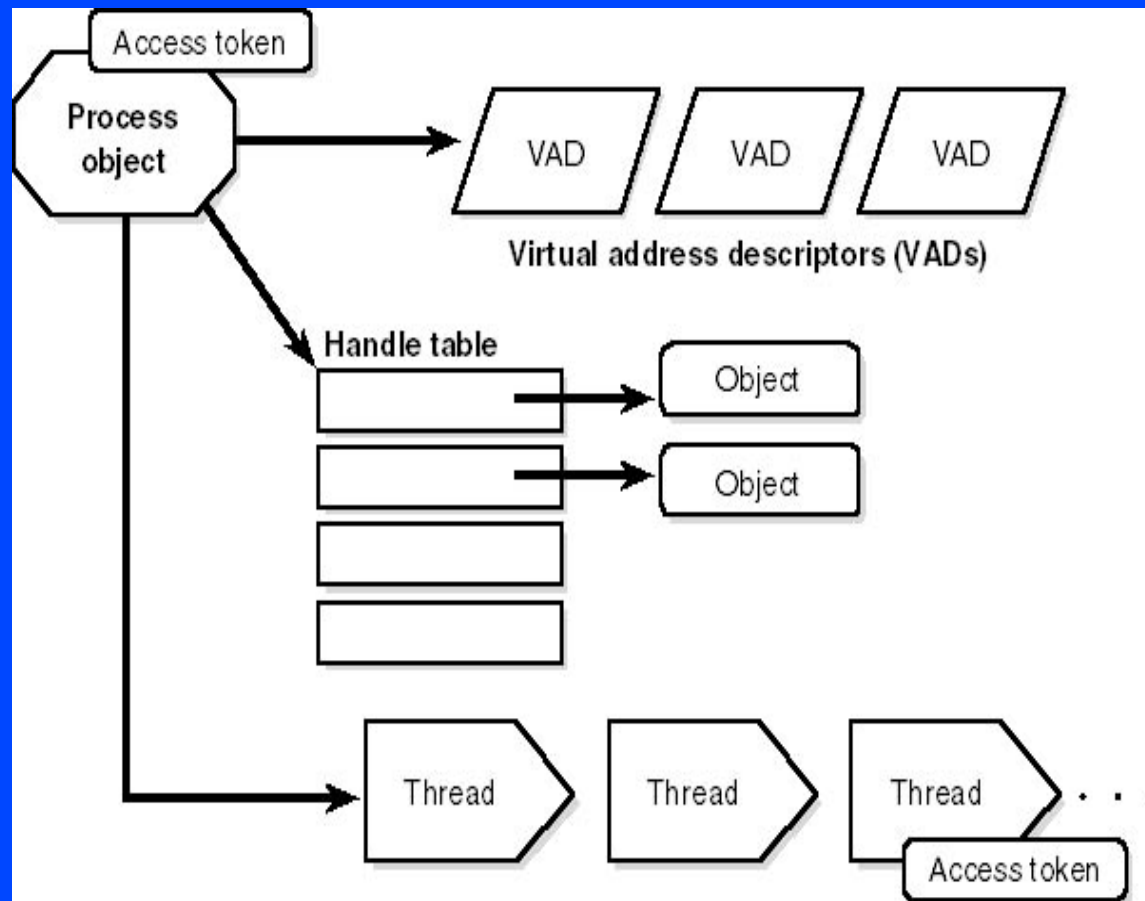 Access token
Process
object
VAD
VAD
VAD
Virtual address descriptors (VADs)
Handle table
Object
Object
Thread
Thread
Thread
. .
Access token